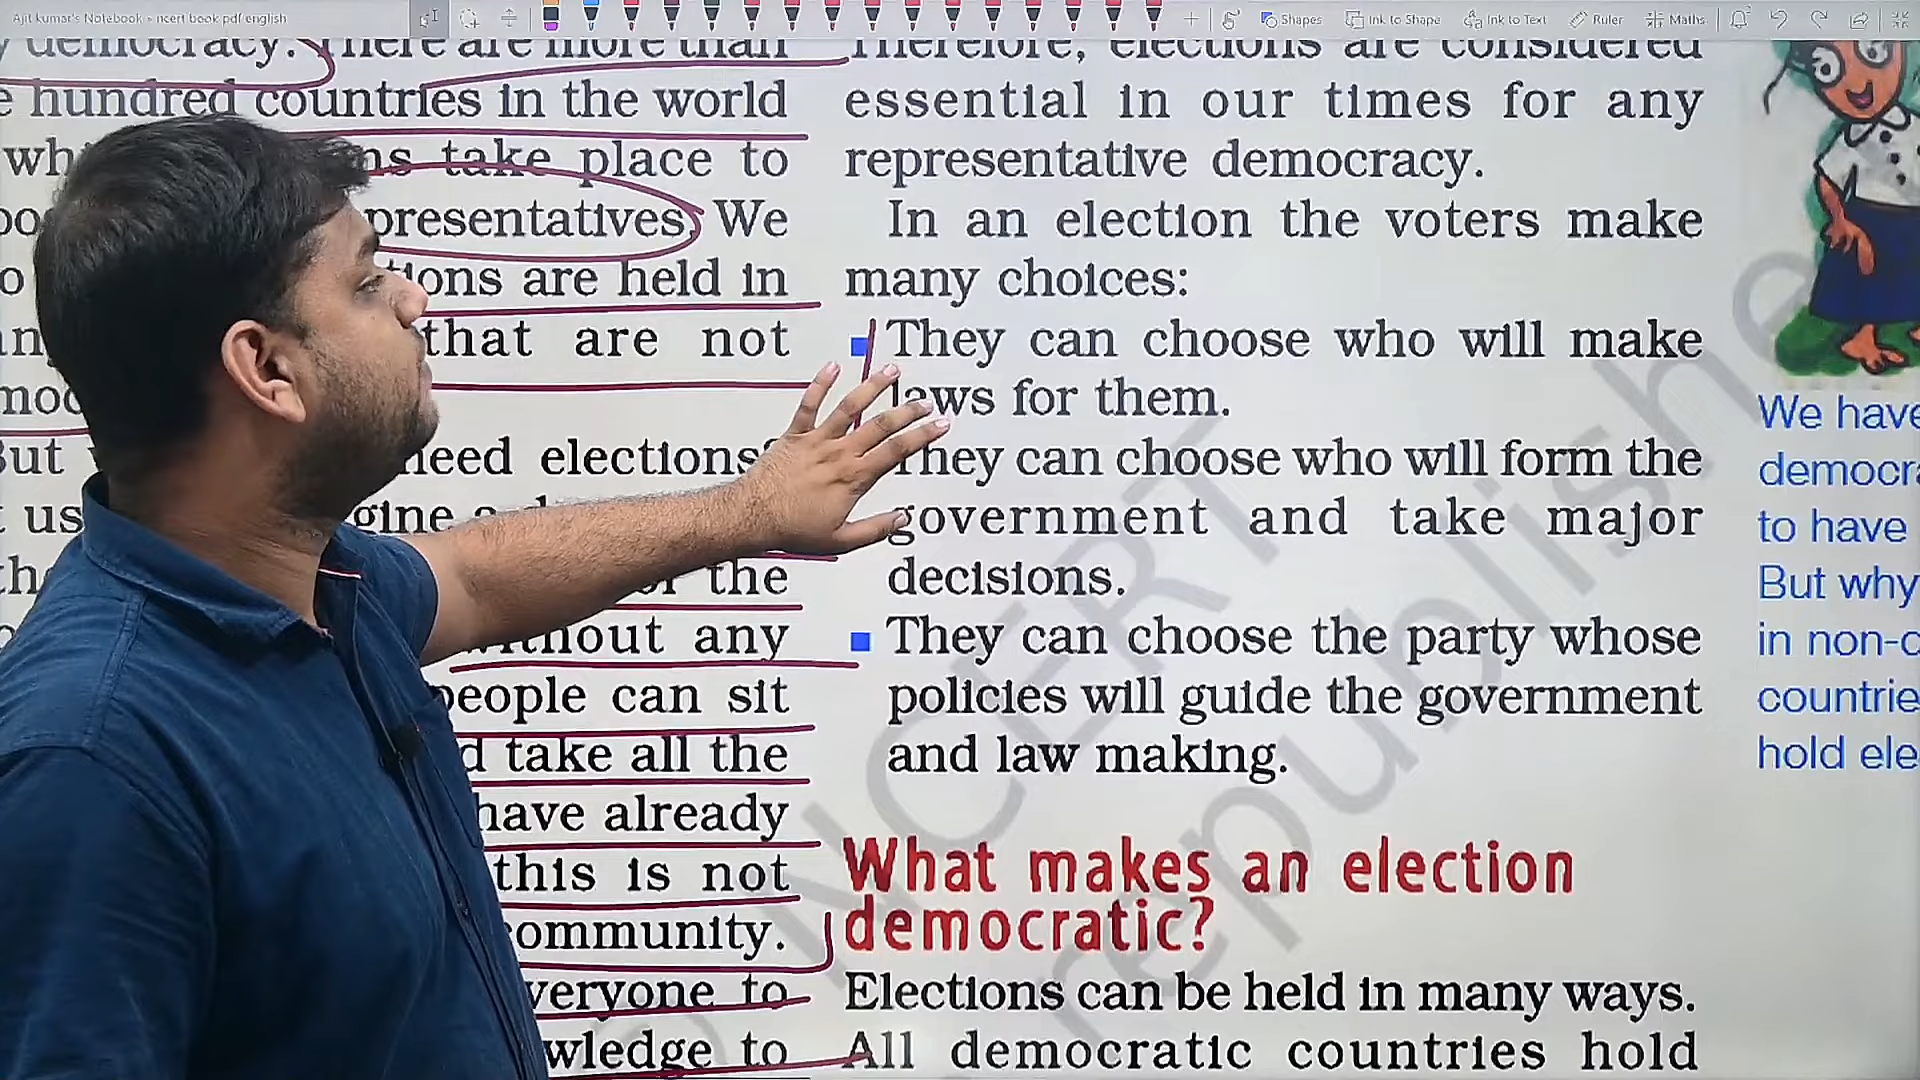 Ajit kumar's Notebook » ncert book pdf english
Shapes
Ink to Shape
Ink to Text
Ruler
Maths
democracy. There are more than
hundred countries in the world
take place to
presentatives. We
are held in
that are not
need elections?
us
the
without any
people can sit
take all the
have already
this is not
community.
everyone to
to
Therefore, elections are considered
essential in our times for any
representative democracy.
In an election the voters make
many choices:
They can choose who will make
laws for them.
They can choose who will form the
government and take major
decisions.
They can choose the party whose
policies will guide the government
and law making.
What makes an election
democratic?
Elections can be held in many ways.
All democratic countries hold
We have
democra
to have
But why
in non-
countrie
hold ele
NCERT
republishe